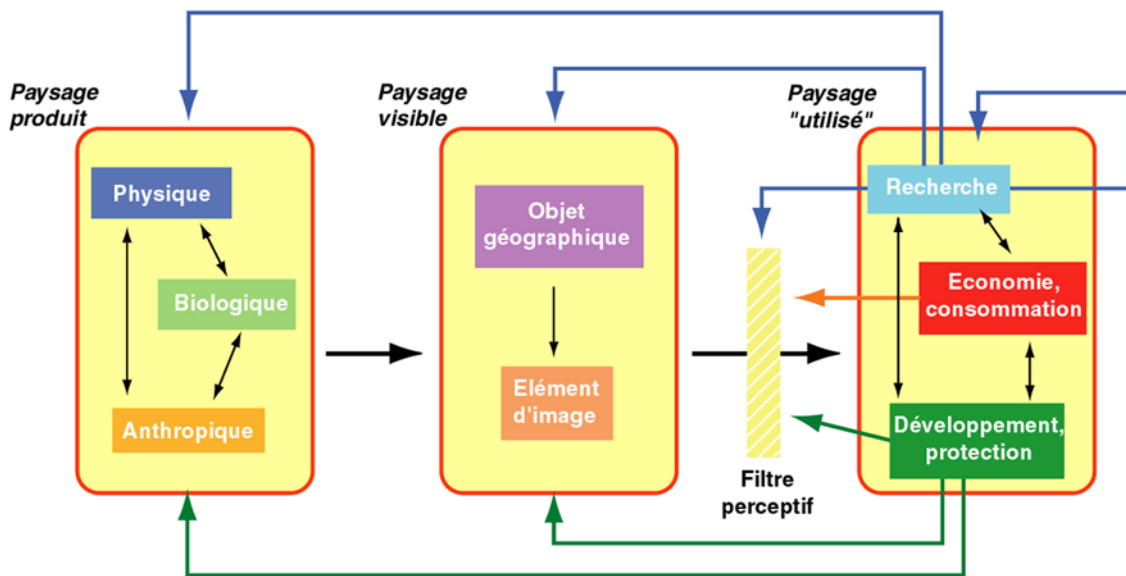 Paysage
produit
Physique
Biologique
Anthropique
Paysage
visible
Objet
géographique
Elément
d'image
Filtre
perceptif
Paysage
"utilisé"
Recherche
Economie,
consommation
Développement,
protection